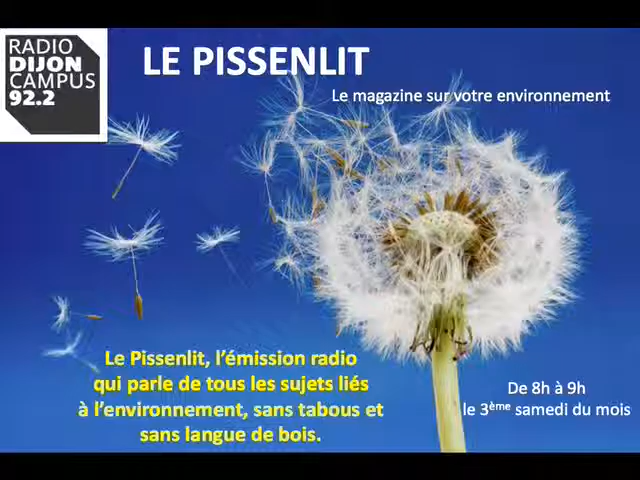 RADIO
DIJON
CAMPUS
92.2
LE PISSENLIT
Le magazine sur votre environnement
Le Pissenlit, l’émission radio
qui parle de tous les sujets liés
à l’environnement, sans tabous et
sans langue de bois.
De 8h à 9h
le 3ème samedi du mois